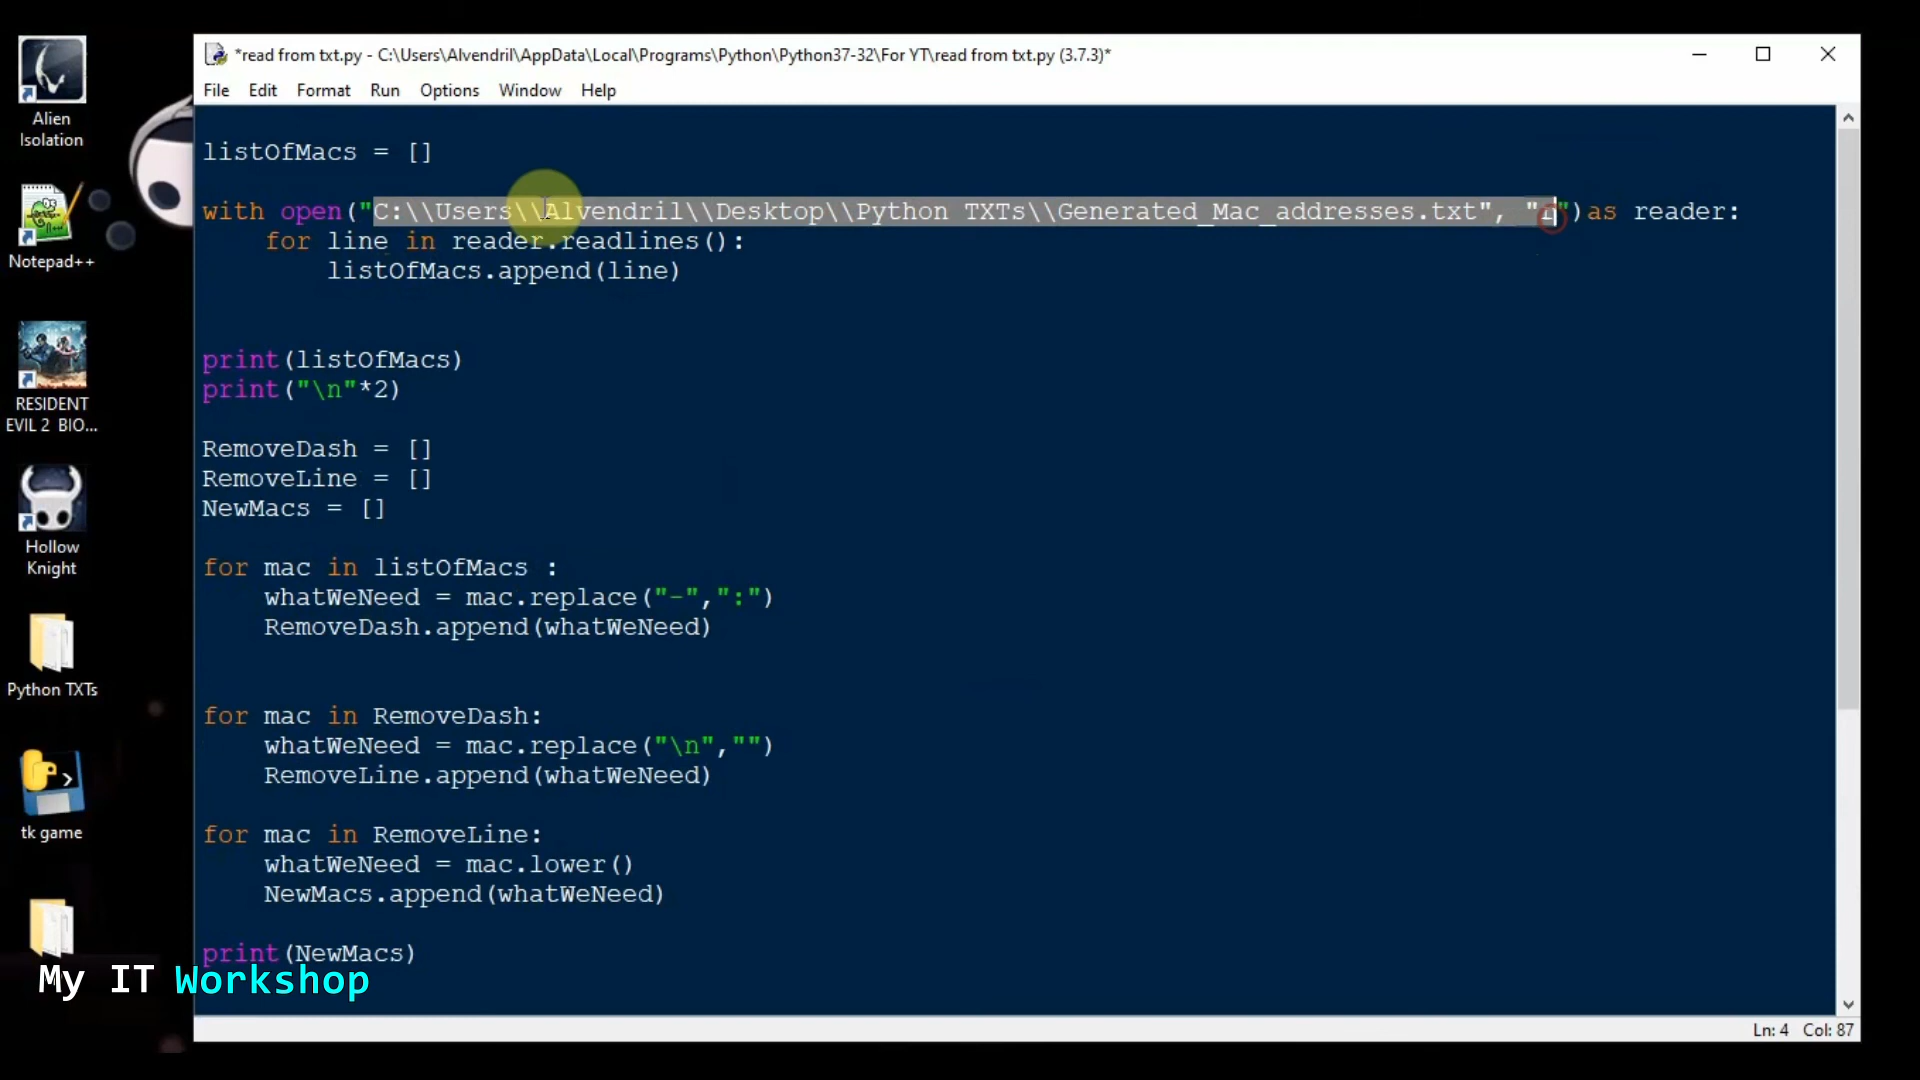 *read from txt.py - C:\Users\Alvendril\AppData\Local\Programs\Python\Python37-32\For YT\read from txt.py (3.7.3)*
File Edit Format Run Options Window Help
listOfMacs = []
with open("C:\\Users\\Alvendril\\Desktop\\Python TXTs\\Generated_Mac_addresses.txt", "r")as reader:
    for line in reader.readlines():
        listOfMacs.append(line)
print(listOfMacs)
print("\n"*2)
RemoveDash = []
RemoveLine = []
NewMacs = []
for mac in listOfMacs :
    whatWeNeed = mac.replace("-",":")
    RemoveDash.append(whatWeNeed)
for mac in RemoveDash:
    whatWeNeed = mac.replace("\n","")
    RemoveLine.append(whatWeNeed)
for mac in RemoveLine:
    whatWeNeed = mac.lower()
    NewMacs.append(whatWeNeed)
print(NewMacs)
Ln: 4 Col: 87
Alien
Isolation
Notepad++
RESIDENT
EVIL 2 BIO...
Hollow
Knight
Python TXTs
tk game
My IT Workshop